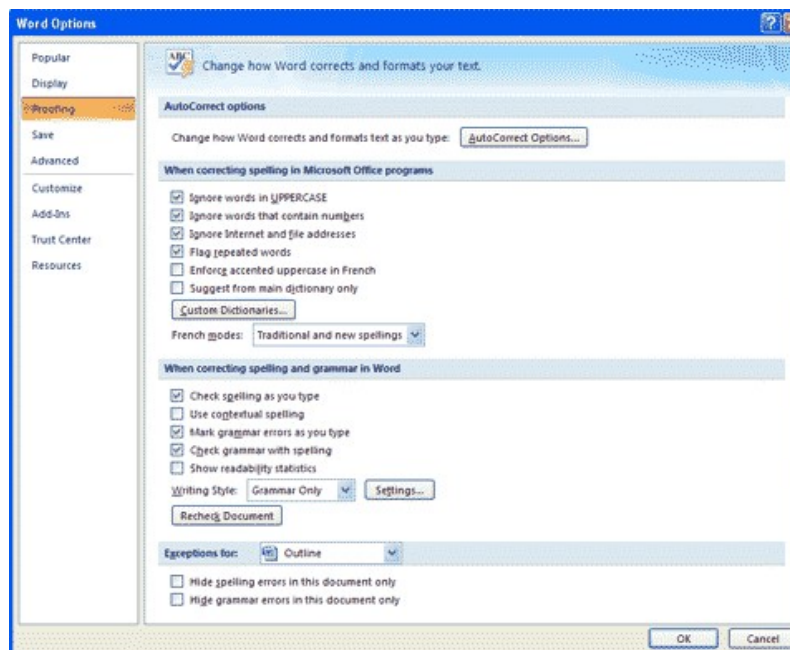 Word Options
Popular
Display
Proofing
Save
Advanced
Customize
Add-Ins
Trust Center
Resources
Change how Word corrects and formats your text.
AutoCorrect options
Change how Word corrects and formats text as you type: AutoCorrect Options...
When correcting spelling in Microsoft Office programs
Ignore words in UPPERCASE
Ignore words that contain numbers
Ignore Internet and file addresses
Flag repeated words
Enforce accented uppercase in French
Suggest from main dictionary only
Custom Dictionaries...
French modes: Traditional and new spellings
When correcting spelling and grammar in Word
Check spelling as you type
Use contextual spelling
Mark grammar errors as you type
Check grammar with spelling
Show readability statistics
Writing Style: Grammar Only Settings...
Recheck Document
Exceptions for: Outline
Hide spelling errors in this document only
Hide grammar errors in this document only
OK Cancel